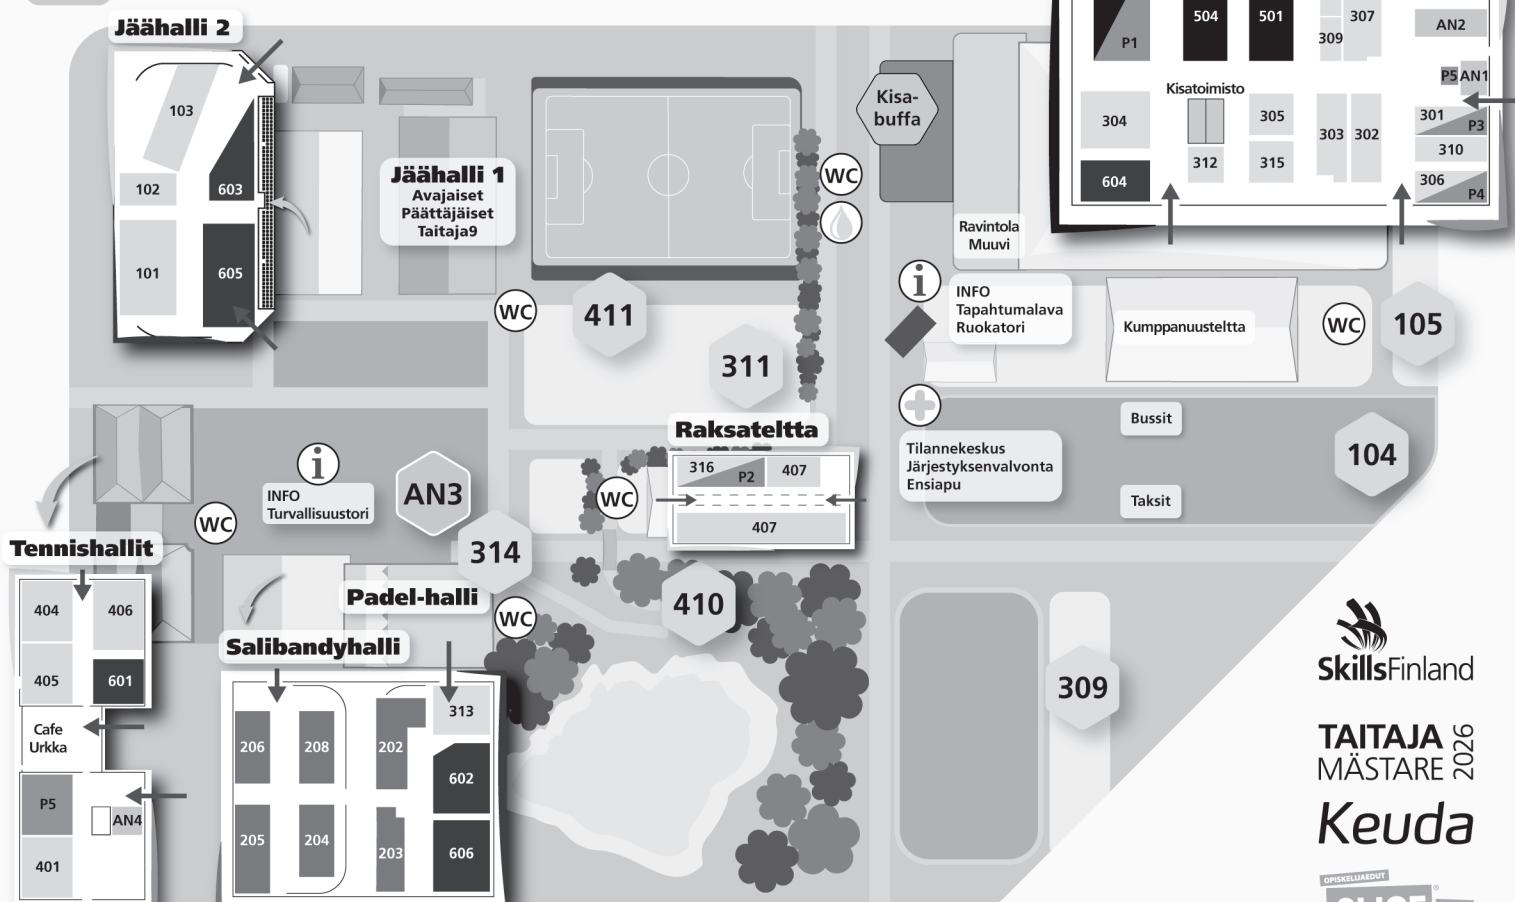 Jäähalli 2
103
102
603
101
605
Jäähalli 1
Avajaiset
Päättäjäiset
Taitaja9
WC
WC
411
311
Kisa-
buffa
P1
504
501
309
307
AN2
P5
AN1
Kisatoimisto
304
305
303
302
301
P3
310
604
312
315
306
P4
Ravintola
Muuvi
i
INFO
Tapahtumalava
Ruokatori
Kumppanuusteltta
WC
105
Tilannekeskus
Järjestyksenvalvonta
Ensiapu
Bussit
Taksit
104
i
INFO
Turvallisuustori
WC
AN3
314
WC
Raksateltta
316
P2
407
407
WC
410
Tennishallit
404
406
405
601
Cafe
Urkka
P5
AN4
401
Padel-halli
Salibandyhalli
206
208
202
313
602
205
204
203
606
309
SkillsFinland
TAITAJA
MÄSTARE
2026
Keuda
OPISKELIJAEDUT